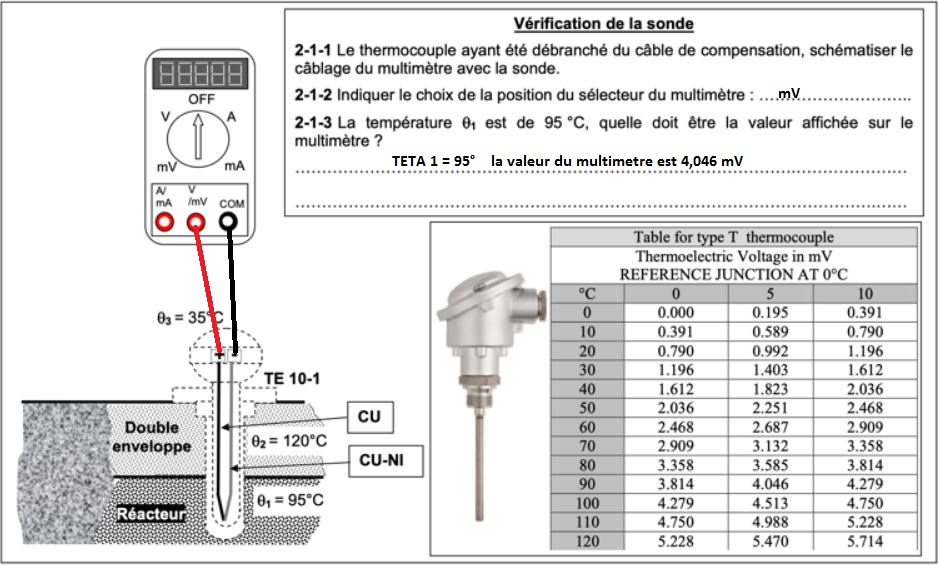 Vérification de la sonde
2-1-1 Le thermocouple ayant été débranché du câble de compensation, schématiser le
câblage du multimètre avec la sonde.
2-1-2 Indiquer le choix de la position du sélecteur du multimètre : ....mV........................
2-1-3 La température θ1 est de 95 °C, quelle doit être la valeur affichée sur le
multimètre ?
TETA 1 = 95° la valeur du multimetre est 4,046 mV
OFF
V A
mV mA
A/ mA
V /mV
COM
θ3 = 35°C
+ -
TE 10-1
CU
Double
enveloppe
θ2 = 120°C
CU-NI
θ1 = 95°C
Réacteur
Table for type T thermocouple
Thermoelectric Voltage in mV
REFERENCE JUNCTION AT 0°C
°C 0 5 10
0 0.000 0.195 0.391
10 0.391 0.589 0.790
20 0.790 0.992 1.196
30 1.196 1.403 1.612
40 1.612 1.823 2.036
50 2.036 2.251 2.468
60 2.468 2.687 2.909
70 2.909 3.132 3.358
80 3.358 3.585 3.814
90 3.814 4.046 4.279
100 4.279 4.513 4.750
110 4.750 4.988 5.228
120 5.228 5.470 5.714